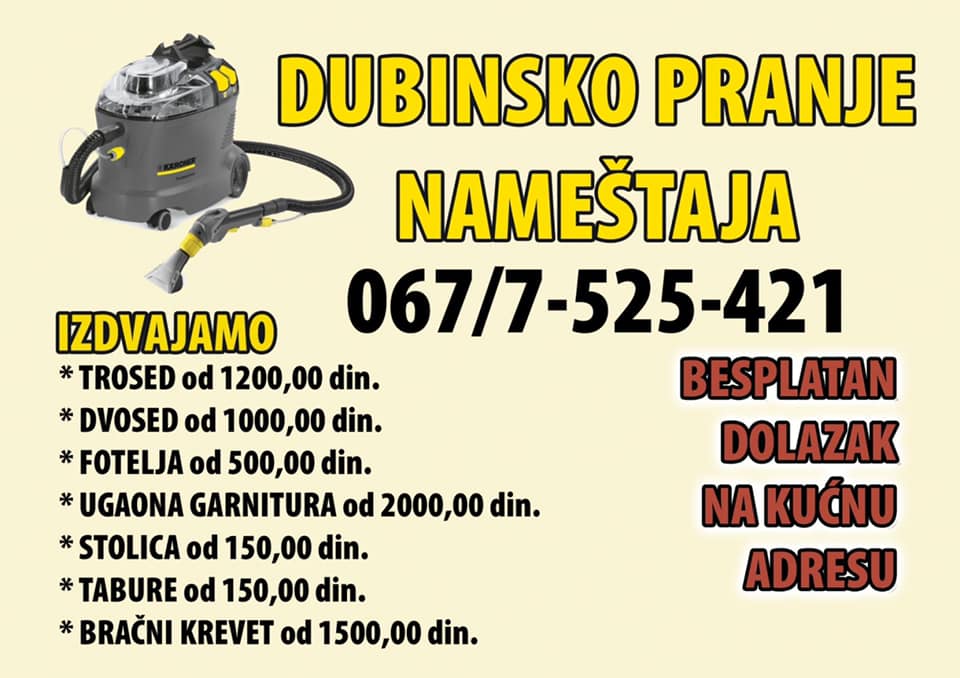 DUBINSKO PRANJE
NAMEŠTAJA
067/7-525-421
KARCHER
IZDVAJAMO
* TROSED od 1200,00 din.
* DVOSED od 1000,00 din.
* FOTELJA od 500,00 din.
* UGAONA GARNITURA od 2000,00 din.
* STOLICA od 150,00 din.
* TABURE od 150,00 din.
* BRAČNI KREVET od 1500,00 din.
BESPLATAN
DOLAZAK
NA KUĆNU
ADRESU